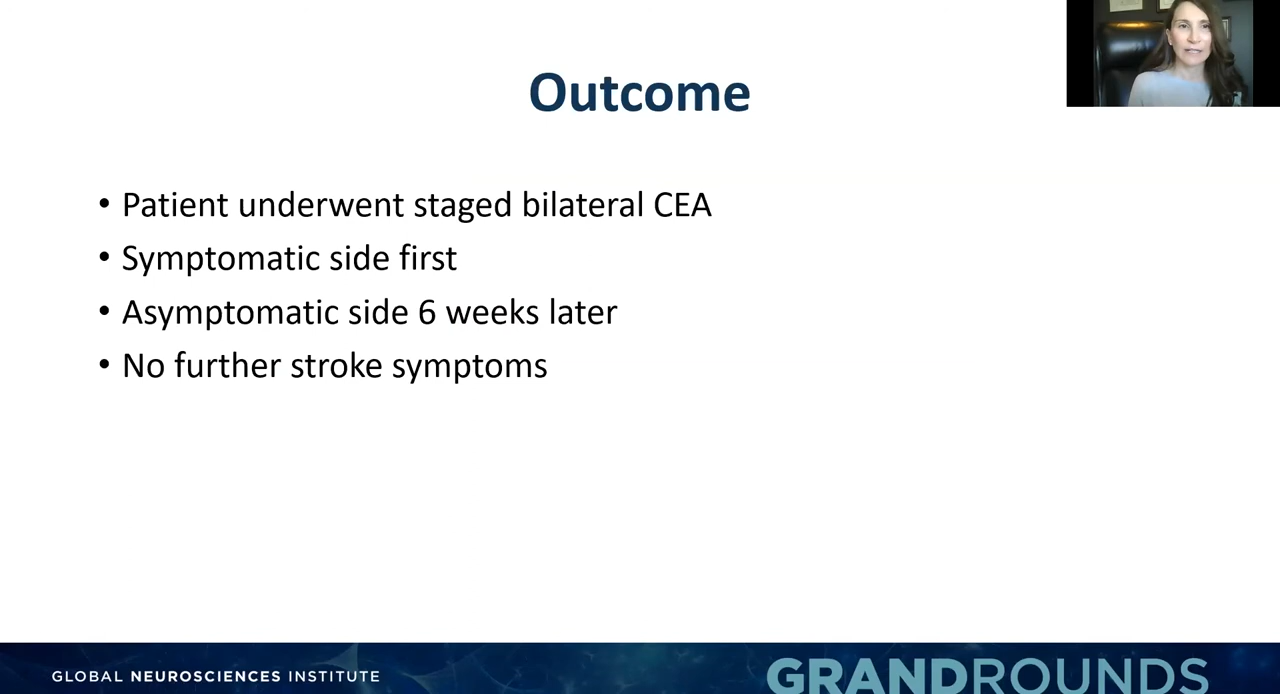 Outcome
• Patient underwent staged bilateral CEA
• Symptomatic side first
• Asymptomatic side 6 weeks later
• No further stroke symptoms
GLOBAL NEUROSCIENCES INSTITUTE
GRANDROUNDS